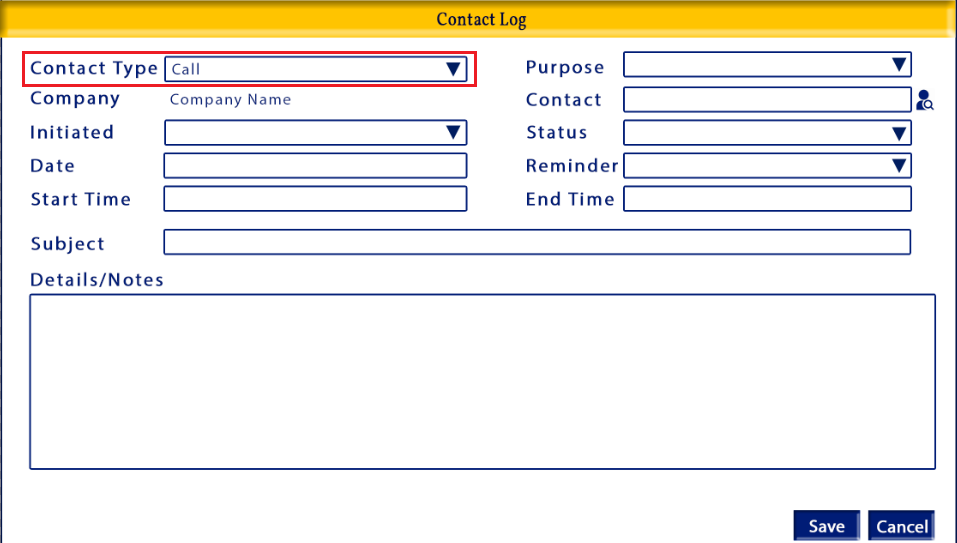 Contact Log
Contact Type Call Purpose
Company Company Name Contact
Initiated Status
Date Reminder
Start Time End Time
Subject
Details/Notes
Save Cancel